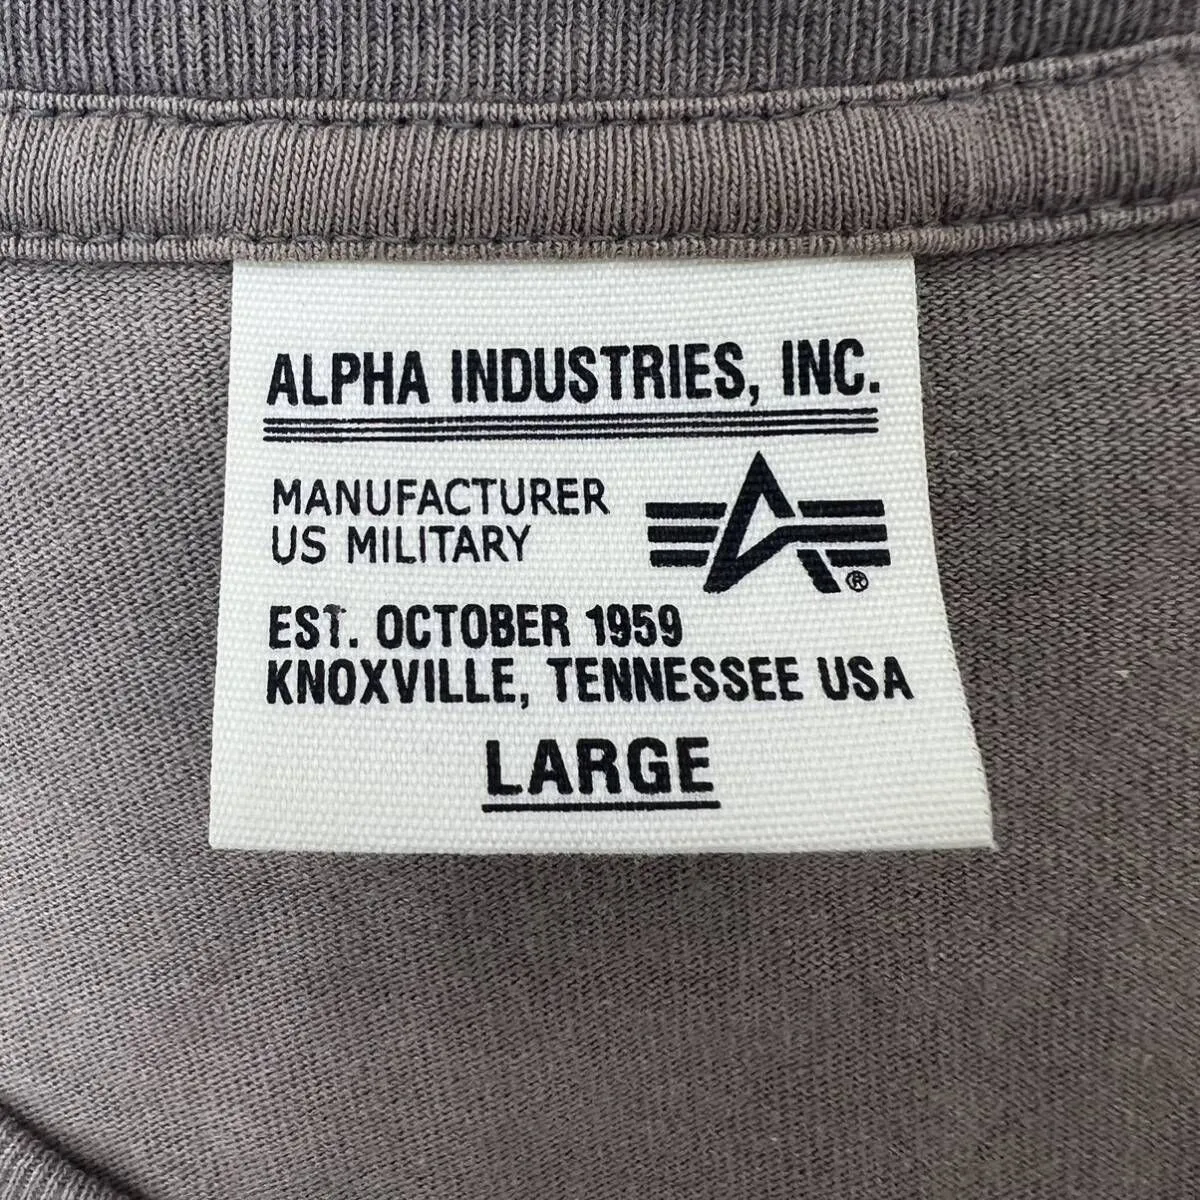 ALPHA INDUSTRIES, INC.
MANUFACTURER
US MILITARY
®
EST. OCTOBER 1959
KNOXVILLE, TENNESSEE USA
LARGE